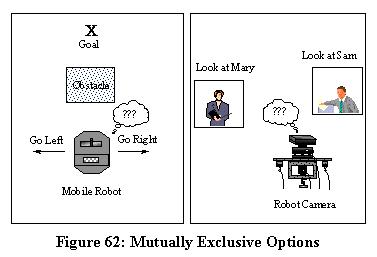 X
Goal
Obstacle
???
Go Left
Go Right
Mobile Robot
Look at Sam
Look at Mary
???
Robot Camera
Figure 62: Mutually Exclusive Options